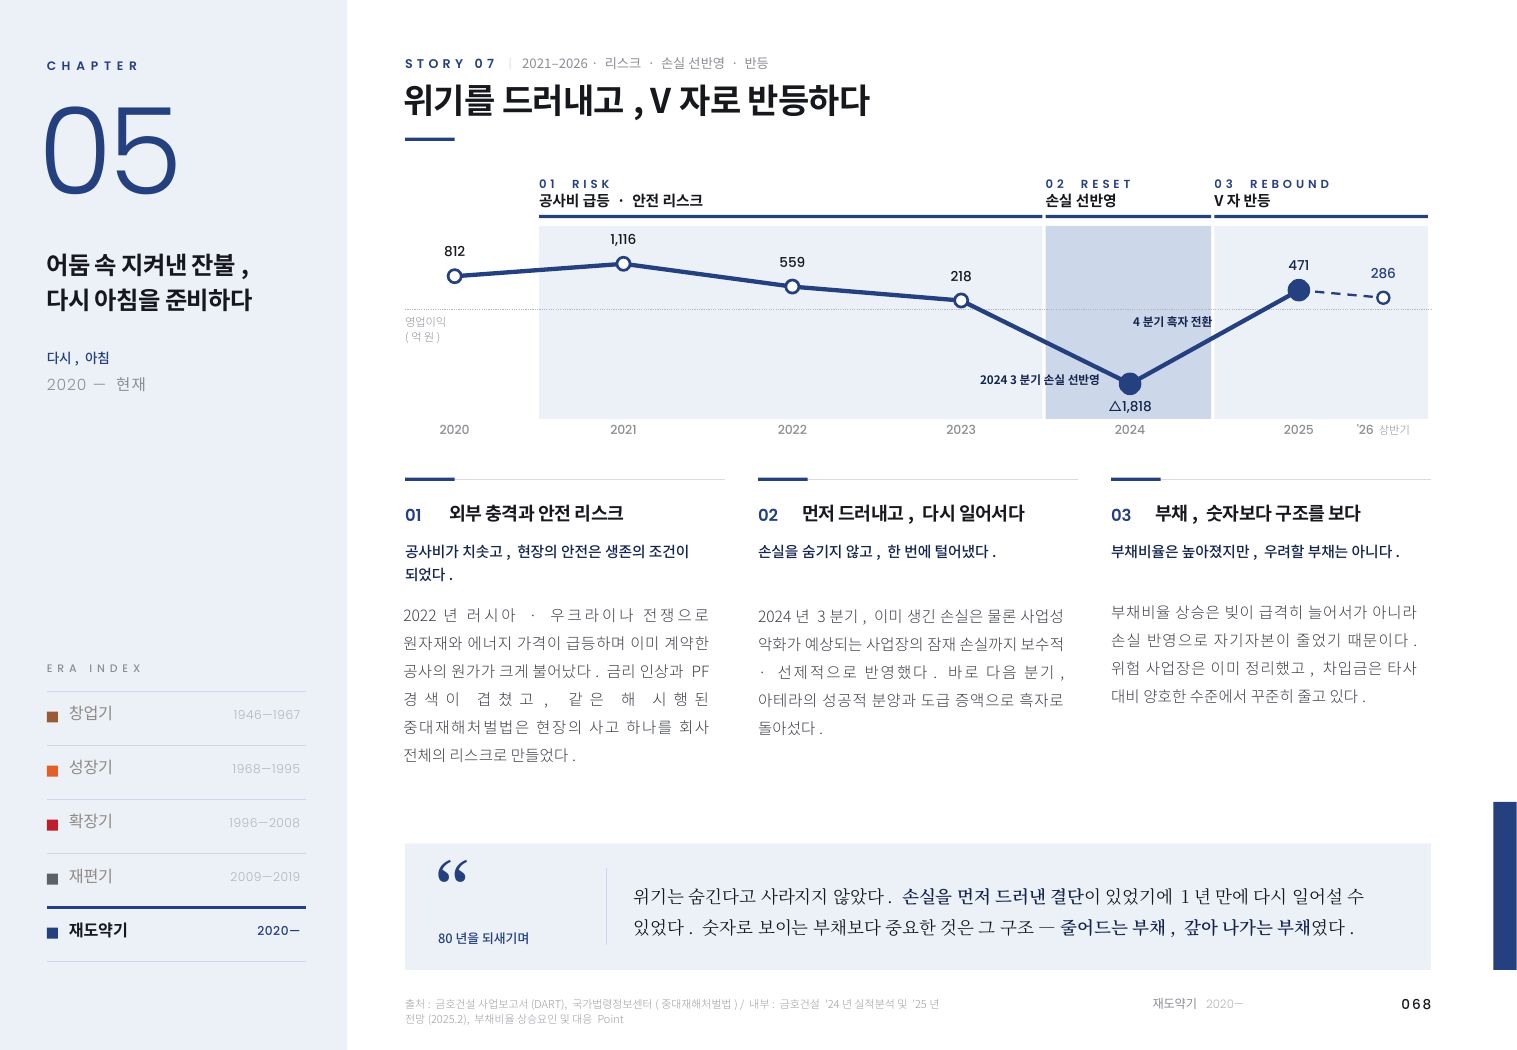 CHAPTER
05
어둠 속 지켜낸 잔불 ,
다시 아침을 준비하다
다시 , 아침
2020 — 현재
ERA INDEX
창업기 1946—1967
성장기 1968—1995
확장기 1996—2008
재편기 2009—2019
재도약기 2020—
STORY 07 | 2021–2026 · 리스크 · 손실 선반영 · 반등
위기를 드러내고 , V 자로 반등하다
01 RISK
공사비 급등 · 안전 리스크
02 RESET
손실 선반영
03 REBOUND
V 자 반등
812
1,116
559
218
471
286
영업이익
( 억 원 )
4 분기 흑자 전환
2024 3 분기 손실 선반영
△1,818
2020 2021 2022 2023 2024 2025 '26 상반기
01 외부 충격과 안전 리스크
공사비가 치솟고 , 현장의 안전은 생존의 조건이
되었다 .
2022 년 러시아 · 우크라이나 전쟁으로
원자재와 에너지 가격이 급등하며 이미 계약한
공사의 원가가 크게 불어났다 . 금리 인상과 PF
경색이 겹쳤고 , 같은 해 시행된
중대재해처벌법은 현장의 사고 하나를 회사
전체의 리스크로 만들었다 .
02 먼저 드러내고 , 다시 일어서다
손실을 숨기지 않고 , 한 번에 털어냈다 .
2024 년 3 분기 , 이미 생긴 손실은 물론 사업성
악화가 예상되는 사업장의 잠재 손실까지 보수적
· 선제적으로 반영했다 . 바로 다음 분기 ,
아테라의 성공적 분양과 도급 증액으로 흑자로
돌아섰다 .
03 부채 , 숫자보다 구조를 보다
부채비율은 높아졌지만 , 우려할 부채는 아니다 .
부채비율 상승은 빚이 급격히 늘어서가 아니라
손실 반영으로 자기자본이 줄었기 때문이다 .
위험 사업장은 이미 정리했고 , 차입금은 타사
대비 양호한 수준에서 꾸준히 줄고 있다 .
“
80 년을 되새기며
위기는 숨긴다고 사라지지 않았다 . 손실을 먼저 드러낸 결단이 있었기에 1 년 만에 다시 일어설 수
있었다 . 숫자로 보이는 부채보다 중요한 것은 그 구조 — 줄어드는 부채 , 갚아 나가는 부채였다 .
출처 : 금호건설 사업보고서 (DART), 국가법령정보센터 ( 중대재해처벌법 ) / 내부 : 금호건설 '24 년 실적분석 및 '25 년
전망 (2025.2), 부채비율 상승요인 및 대응 Point
재도약기 2020—
068